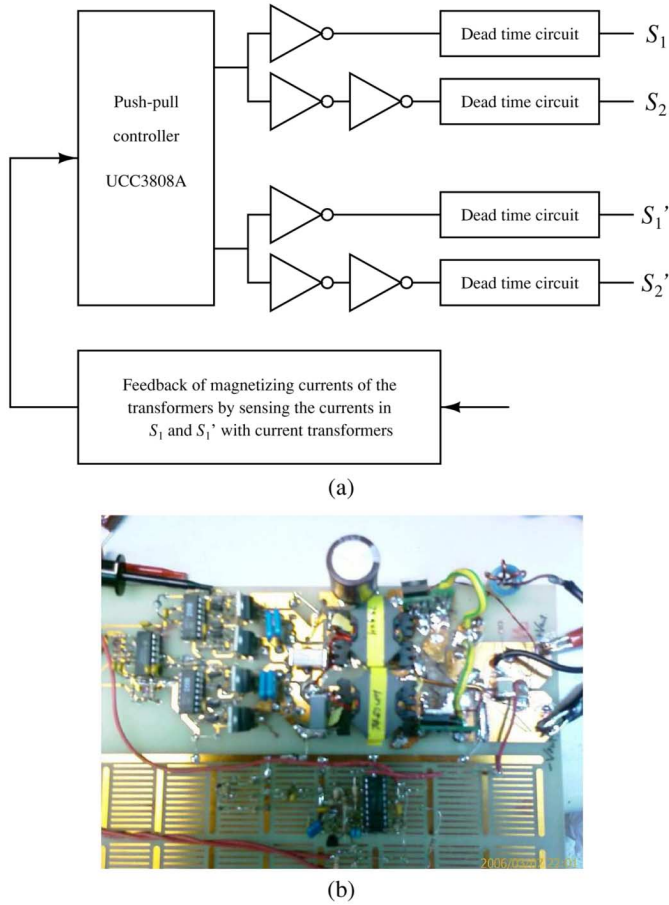 Push-pull
controller
UCC3808A
Dead time circuit
S₁
Dead time circuit
S₂
Dead time circuit
S₁’
Dead time circuit
S₂’
Feedback of magnetizing currents of the
transformers by sensing the currents in
S₁ and S₁’ with current transformers
(a)
(b)